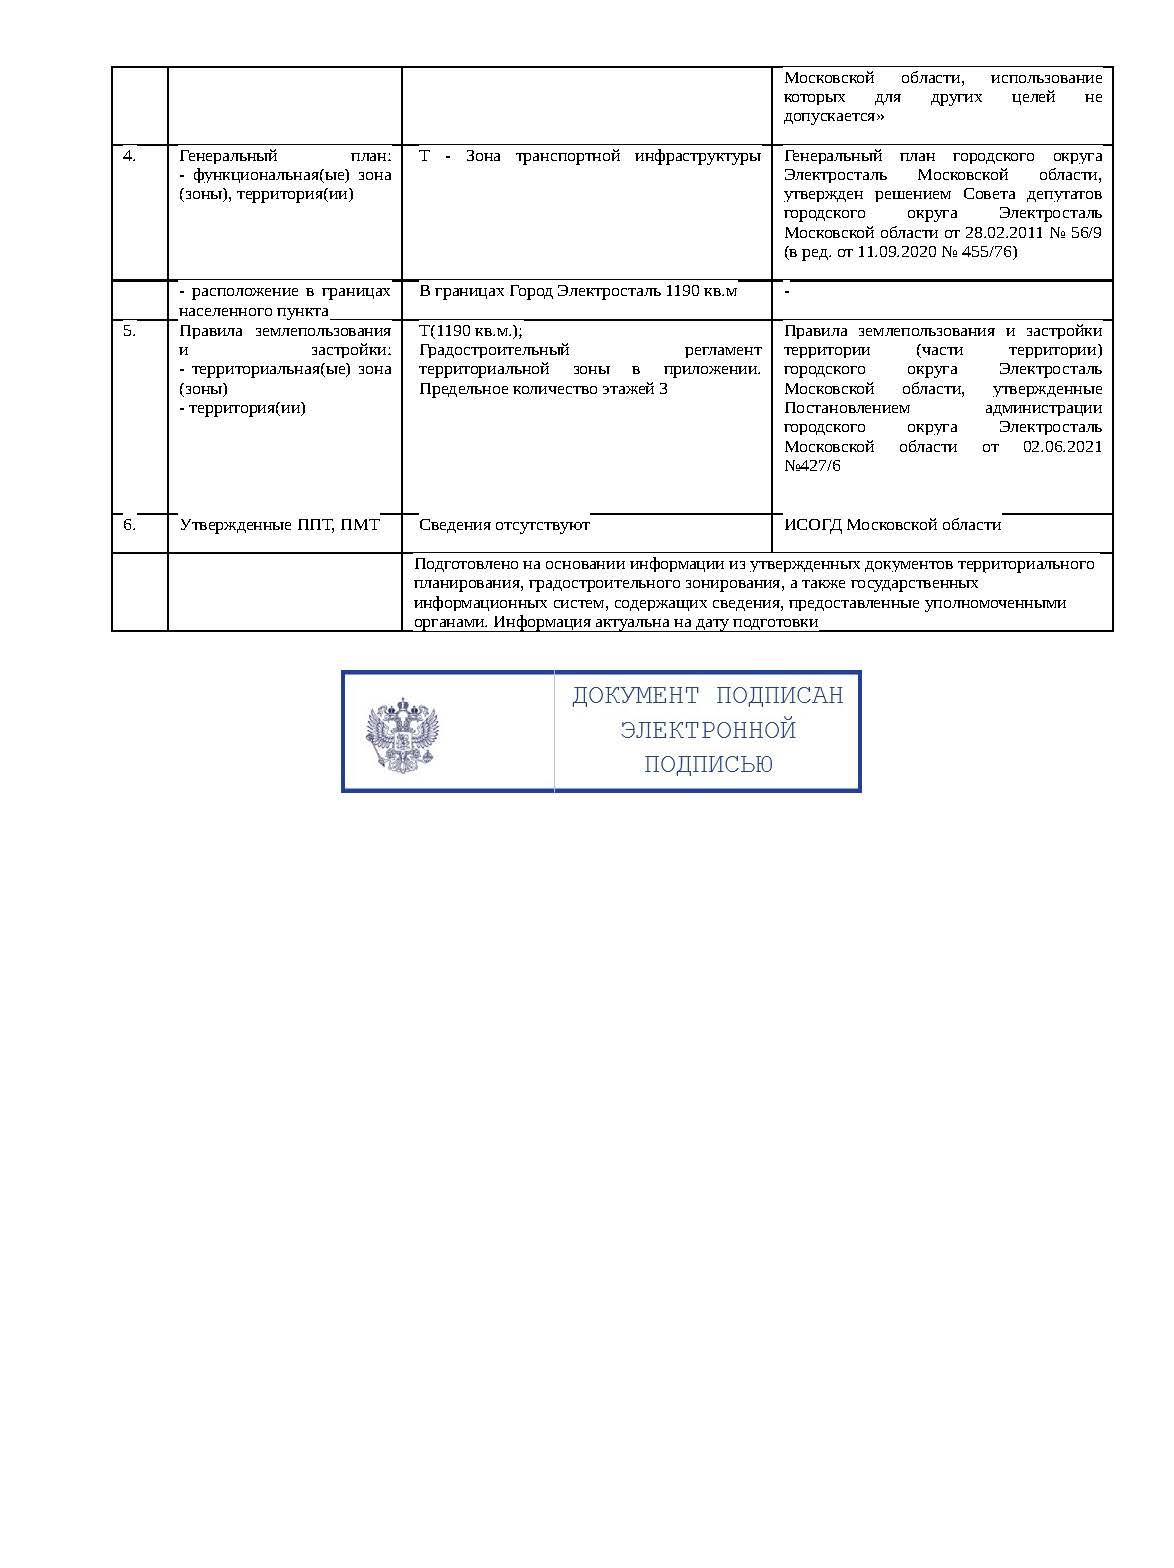 Московской области, использование
которых для других целей не
допускается»
4.
Генеральный план:
- функциональная(ые) зона
(зоны), территория(ии)
Т - Зона транспортной инфраструктуры
Генеральный план городского округа
Электросталь Московской области,
утвержден решением Совета депутатов
городского округа Электросталь
Московской области от 28.02.2011 № 56/9
(в ред. от 11.09.2020 № 455/76)
- расположение в границах
населенного пункта
В границах Город Электросталь 1190 кв.м
-
5.
Правила землепользования
и застройки:
- территориальная(ые) зона
(зоны)
- территория(ии)
Т(1190 кв.м.);
Градостроительный регламент
территориальной зоны в приложении.
Предельное количество этажей 3
Правила землепользования и застройки
территории (части территории)
городского округа Электросталь
Московской области, утвержденные
Постановлением администрации
городского округа Электросталь
Московской области от 02.06.2021
№427/6
6.
Утвержденные ППТ, ПМТ
Сведения отсутствуют
ИСОГД Московской области
Подготовлено на основании информации из утвержденных документов территориального
планирования, градостроительного зонирования, а также государственных
информационных систем, содержащих сведения, предоставленные уполномоченными
органами. Информация актуальна на дату подготовки
ДОКУМЕНТ ПОДПИСАН
ЭЛЕКТРОННОЙ
ПОДПИСЬЮ